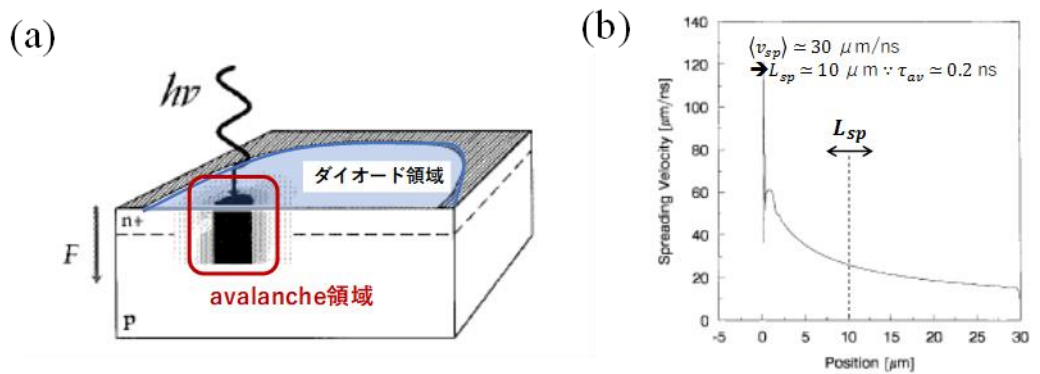 (a)
hν
ダイオード領域
n+
F
avalanche領域
p
(b)
⟨v_sp⟩ ≃ 30 μm/ns
➔L_sp ≃ 10 μm ∵ τ_av ≃ 0.2 ns
L_sp
Spreading Velocity [μm/ns]
140
120
100
80
60
40
20
0
-5 0 5 10 15 20 25 30
Position [μm]